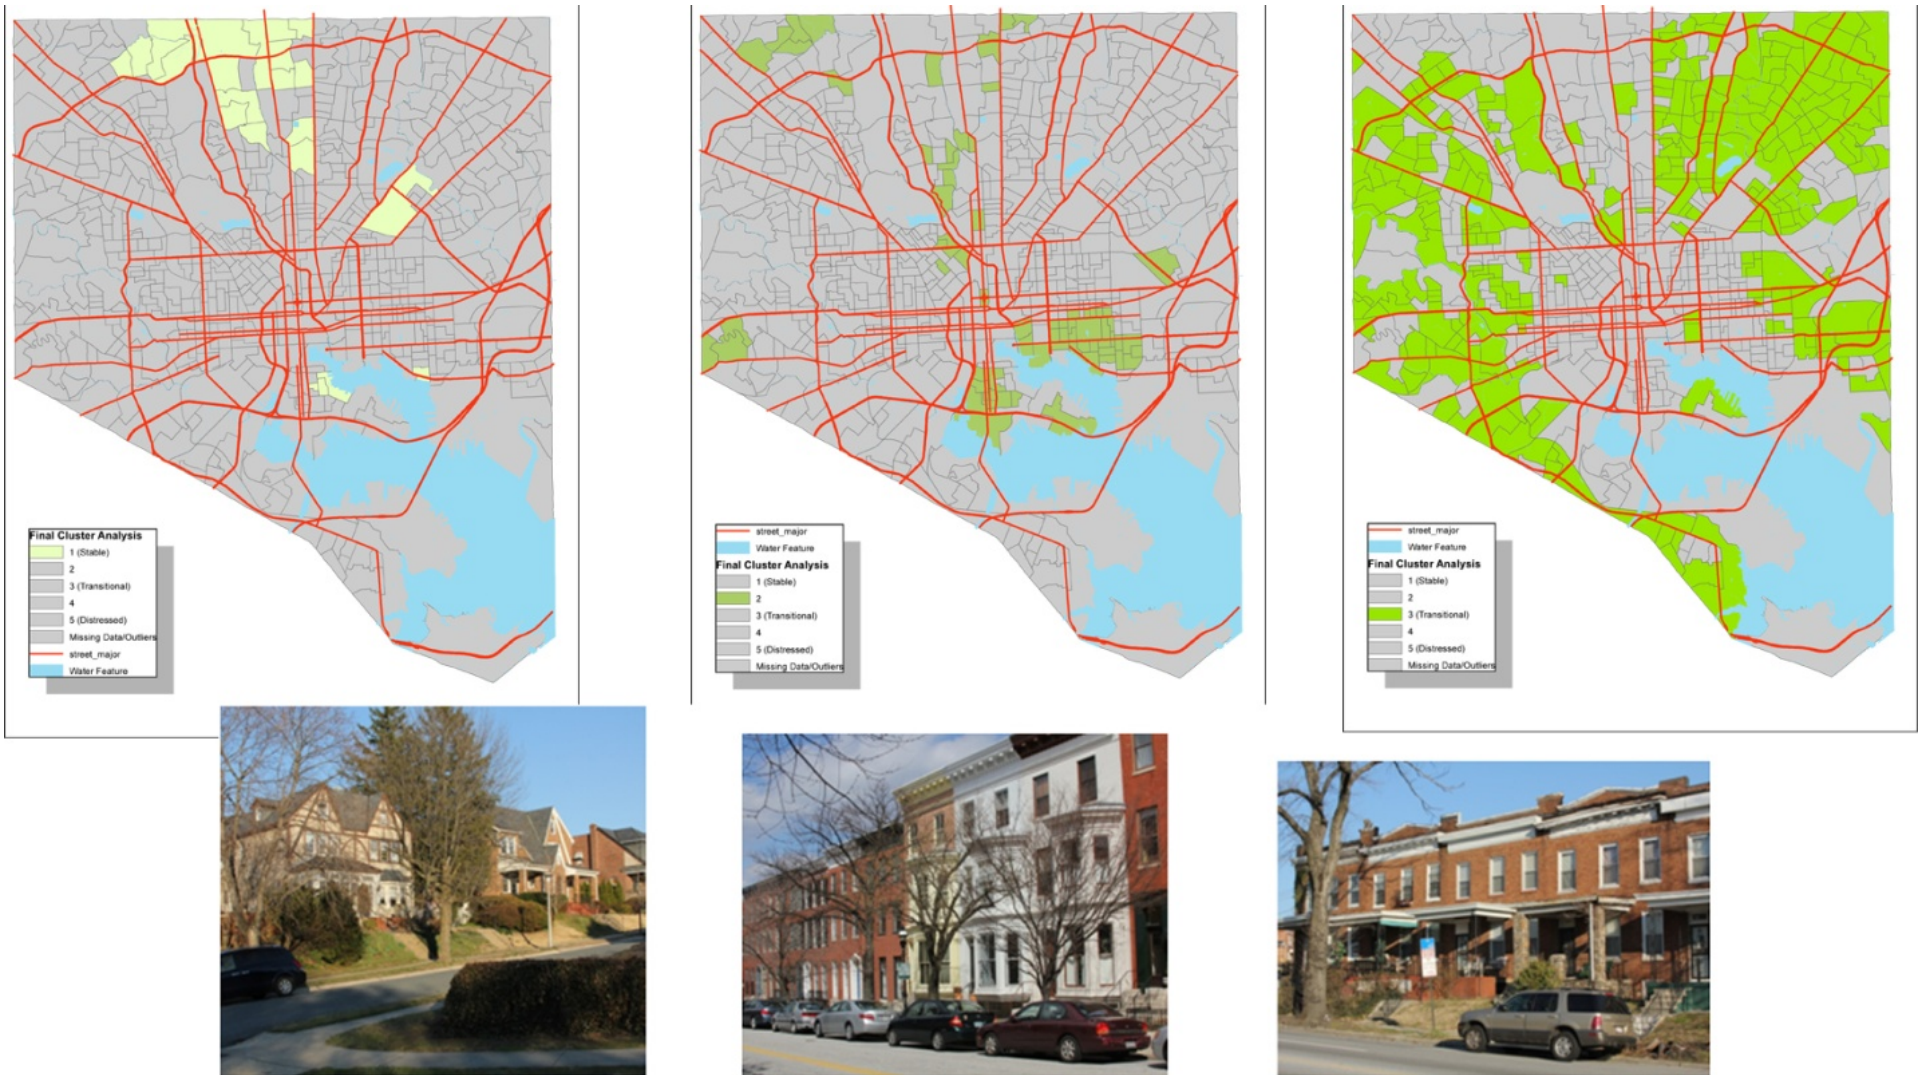 Final Cluster Analysis
1 (Stable)
2
3 (Transitional)
4
5 (Distressed)
Missing Data/Outliers
street_major
Water Feature
street_major
Water Feature
Final Cluster Analysis
1 (Stable)
2
3 (Transitional)
4
5 (Distressed)
Missing Data/Outliers
street_major
Water Feature
Final Cluster Analysis
1 (Stable)
2
3 (Transitional)
4
5 (Distressed)
Missing Data/Outliers